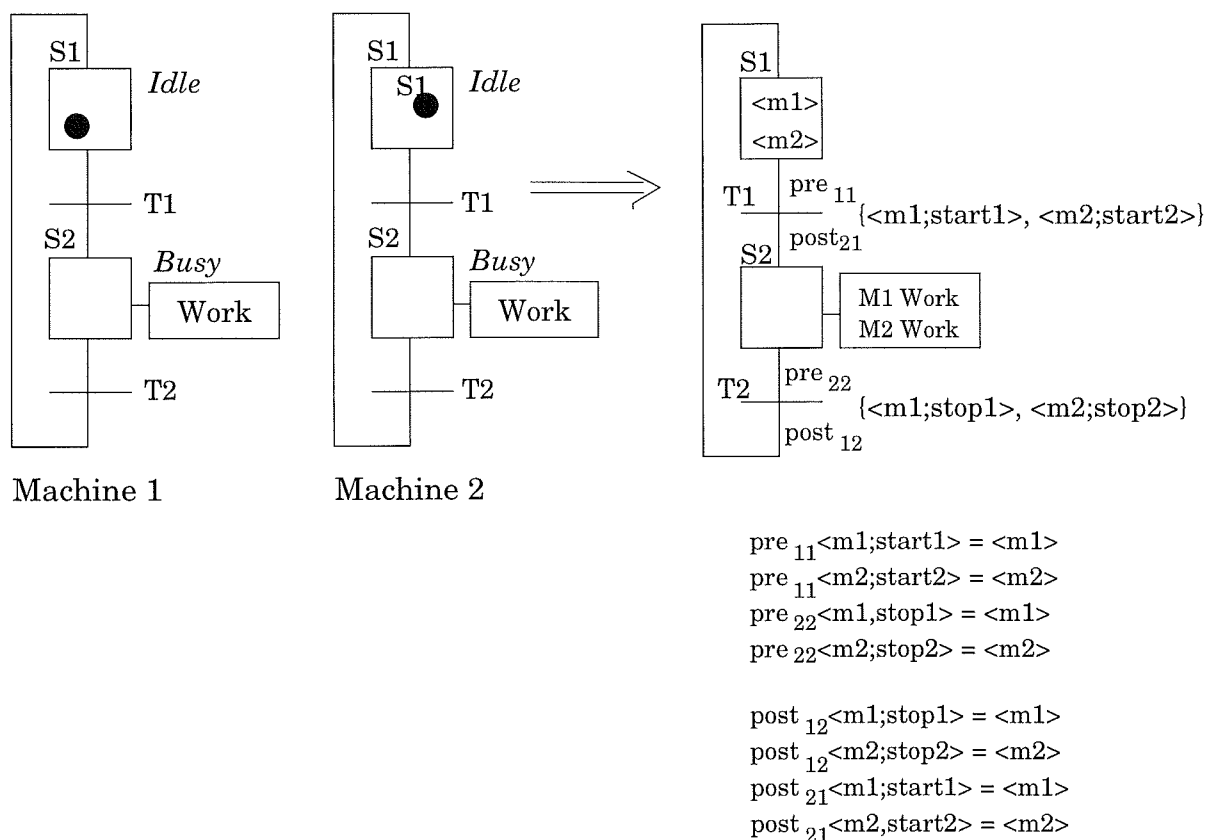 S1
Idle
T1
S2
Busy
Work
T2
Machine 1
S1
S1
Idle
T1
S2
Busy
Work
T2
Machine 2
S1
<m1>
<m2>
pre 11
T1
{<m1;start1>, <m2;start2>}
post21
S2
M1 Work
M2 Work
pre 22
T2
{<m1;stop1>, <m2;stop2>}
post 12
pre 11<m1;start1> = <m1>
pre 11<m2;start2> = <m2>
pre 22<m1,stop1> = <m1>
pre 22<m2;stop2> = <m2>
post 12<m1;stop1> = <m1>
post 12<m2;stop2> = <m2>
post 21<m1;start1> = <m1>
post 21<m2,start2> = <m2>